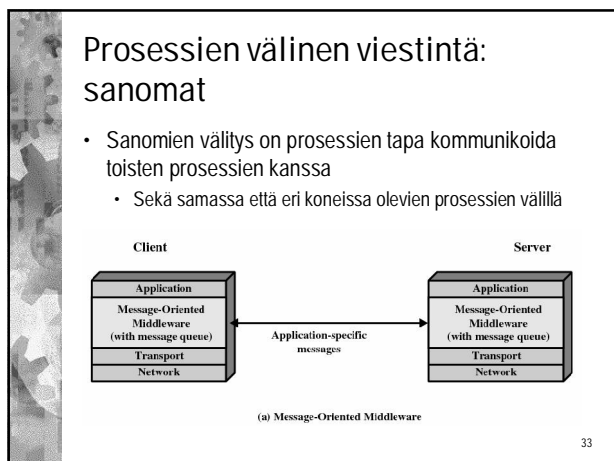 Prosessien välinen viestintä:
sanomat
• Sanomien välitys on prosessien tapa kommunikoida
toisten prosessien kanssa
• Sekä samassa että eri koneissa olevien prosessien välillä
Client
Server
Application
Message-Oriented
Middleware
(with message queue)
Transport
Network
Application-specific
messages
Application
Message-Oriented
Middleware
(with message queue)
Transport
Network
(a) Message-Oriented Middleware
33